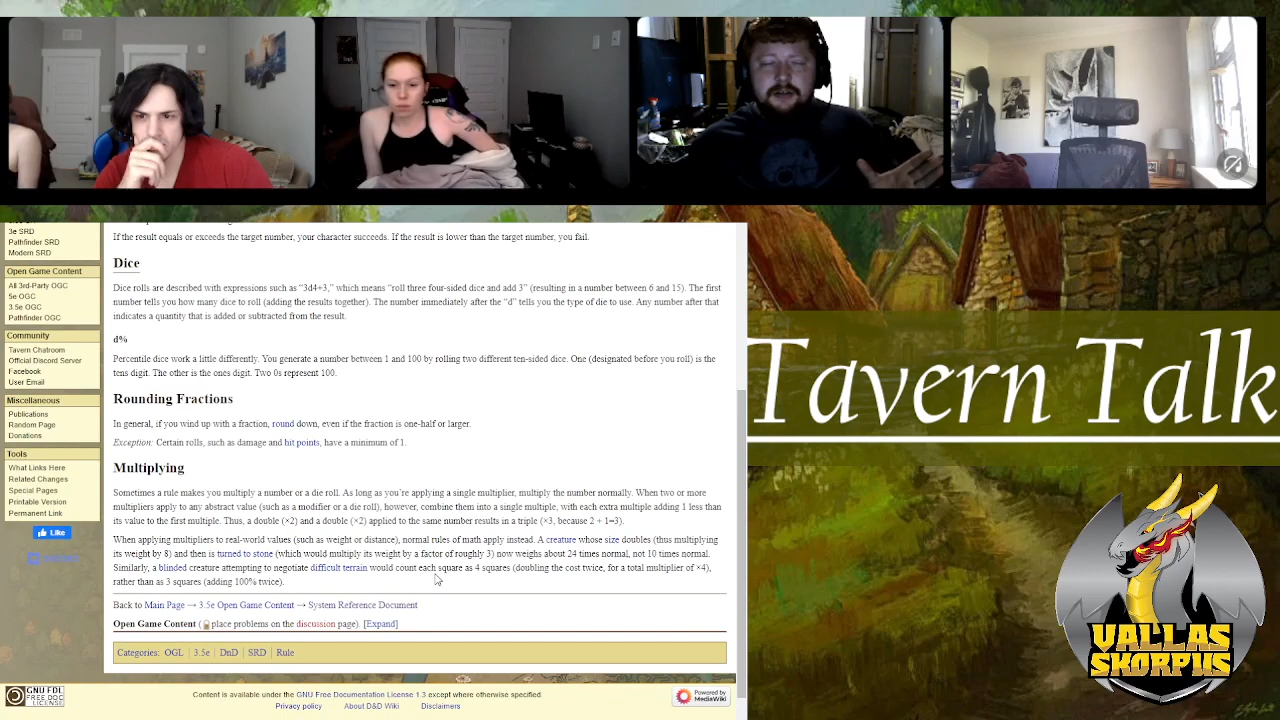 3e SRD
Pathfinder SRD
Modern SRD
Open Game Content
All 3rd-Party OGC
5e OGC
3.5e OGC
Pathfinder OGC
Community
Tavern Chatroom
Official Discord Server
Facebook
User Email
Miscellaneous
Publications
Random Page
Donations
Tools
What Links Here
Related Changes
Special Pages
Printable Version
Permanent Link
Like
If the result equals or exceeds the target number, your character succeeds. If the result is lower than the target number, you fail.
Dice
Dice rolls are described with expressions such as “3d4+3,” which means “roll three four-sided dice and add 3” (resulting in a number between 6 and 15). The first
number tells you how many dice to roll (adding the results together). The number immediately after the “d” tells you the type of die to use. Any number after that
indicates a quantity that is added or subtracted from the result.
d%
Percentile dice work a little differently. You generate a number between 1 and 100 by rolling two different ten-sided dice. One (designated before you roll) is the
tens digit. The other is the ones digit. Two 0s represent 100.
Rounding Fractions
In general, if you wind up with a fraction, round down, even if the fraction is one-half or larger.
Exception: Certain rolls, such as damage and hit points, have a minimum of 1.
Multiplying
Sometimes a rule makes you multiply a number or a die roll. As long as you’re applying a single multiplier, multiply the number normally. When two or more
multipliers apply to any abstract value (such as a modifier or a die roll), however, combine them into a single multiple, with each extra multiple adding 1 less than
its value to the first multiple. Thus, a double (×2) and a double (×2) applied to the same number results in a triple (×3, because 2 + 1=3).
When applying multipliers to real-world values (such as weight or distance), normal rules of math apply instead. A creature whose size doubles (thus multiplying
its weight by 8) and then is turned to stone (which would multiply its weight by a factor of roughly 3) now weighs about 24 times normal, not 10 times normal.
Similarly, a blinded creature attempting to negotiate difficult terrain would count each square as 4 squares (doubling the cost twice, for a total multiplier of ×4),
rather than as 3 squares (adding 100% twice).
Back to Main Page → 3.5e Open Game Content → System Reference Document
Open Game Content (place problems on the discussion page). [Expand]
Categories: OGL | 3.5e | DnD | SRD | Rule
GNU FDL
FREE DOC
LICENSE
Content is available under the GNU Free Documentation License 1.3 except where otherwise specified
Privacy policy About D&D Wiki Disclaimers
Powered by
MediaWiki
Tavern Talk
VALLAS
SKORPUS